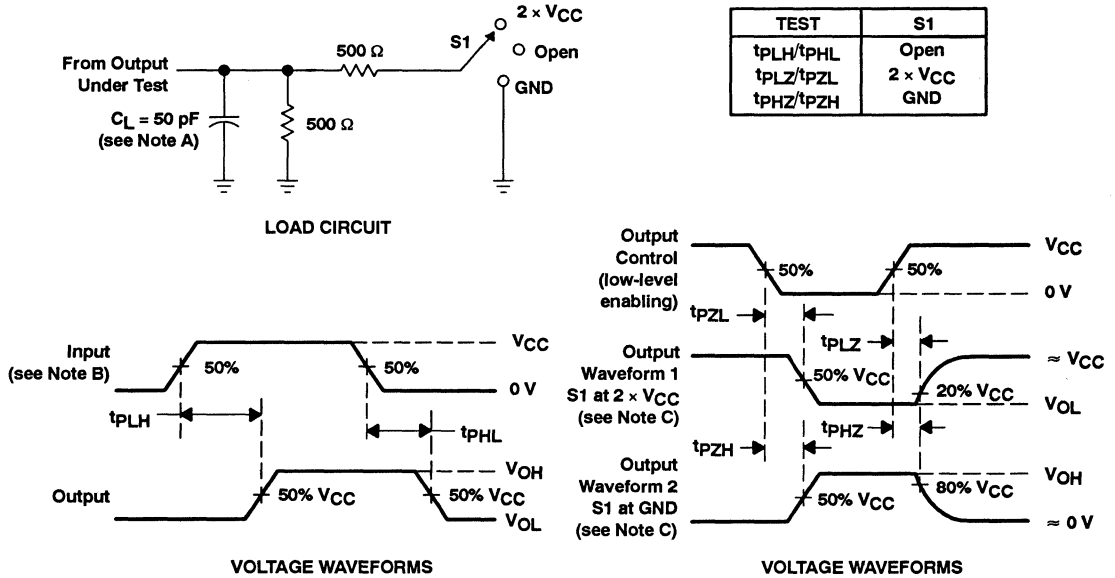 2 × VCC
S1
Open
500 Ω
From Output
Under Test
GND
CL = 50 pF
(see Note A)
500 Ω
LOAD CIRCUIT
TEST S1
tPLH/tPHL Open
tPLZ/tPZL 2 × VCC
tPHZ/tPZH GND
Input
(see Note B)
50%
50%
VCC
0 V
tPLH
tPHL
Output
50% VCC
50% VCC
VOH
VOL
VOLTAGE WAVEFORMS
Output
Control
(low-level
enabling)
50%
50%
VCC
0 V
tPZL
tPLZ
Output
Waveform 1
S1 at 2 × VCC
(see Note C)
50% VCC
20% VCC
≈ VCC
VOL
tPHZ
tPZH
Output
Waveform 2
S1 at GND
(see Note C)
50% VCC
80% VCC
VOH
≈ 0 V
VOLTAGE WAVEFORMS